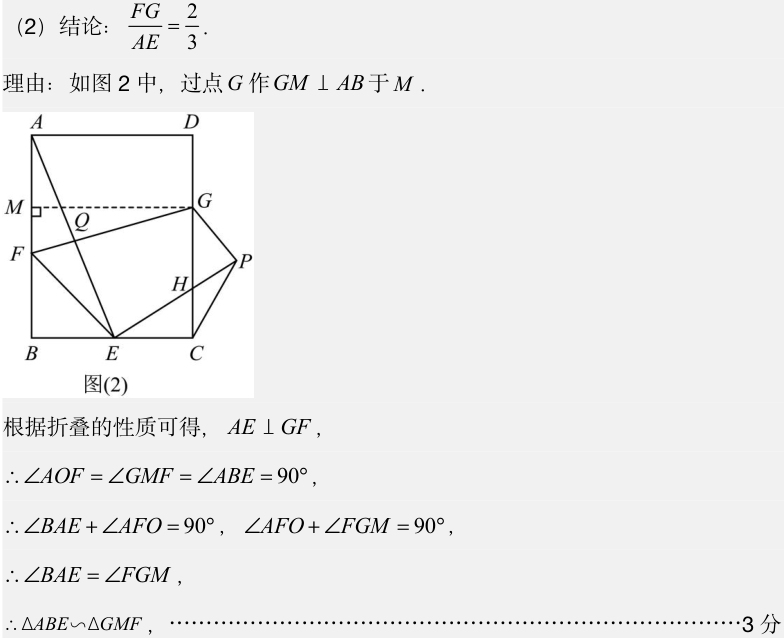 （2）结论：FG/AE = 2/3．
理由：如图 2 中，过点 G 作 GM ⊥ AB 于 M．
A D
M G
Q
F P
H
B E C
图(2)
根据折叠的性质可得， AE ⊥ GF，
∴∠AOF = ∠GMF = ∠ABE = 90°，
∴∠BAE + ∠AFO = 90°， ∠AFO + ∠FGM = 90°，
∴∠BAE = ∠FGM，
∴△ABE∽△GMF，………………………………………………………………3 分